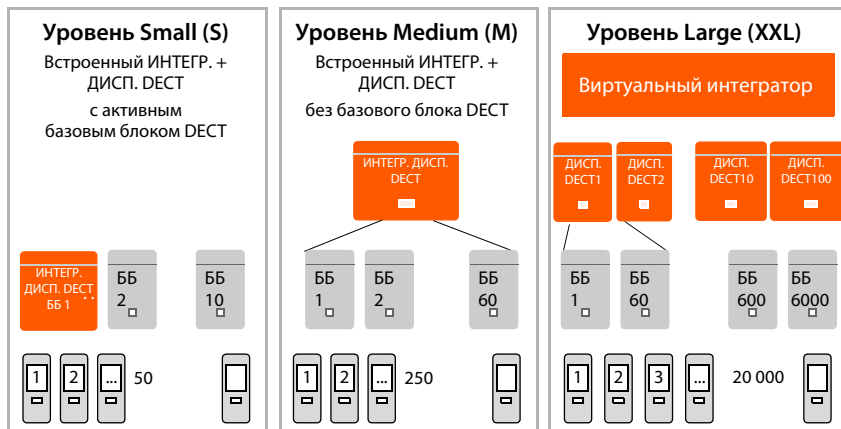 Уровень Small (S)
Встроенный ИНТЕГР. +
ДИСП. DECT
с активным
базовым блоком DECT
ИНТЕГР.
ДИСП. DECT
ББ 1
ББ
2
ББ
10
1
2
...
50
Уровень Medium (M)
Встроенный ИНТЕГР. +
ДИСП. DECT
без базового блока DECT
ИНТЕГР. ДИСП.
DECT
ББ
1
ББ
2
ББ
60
1
2
...
250
Уровень Large (XXL)
Виртуальный интегратор
ДИСП.
DECT1
ДИСП.
DECT2
ДИСП.
DECT10
ДИСП.
DECT100
ББ
1
ББ
60
ББ
600
ББ
6000
1
2
3
...
20 000